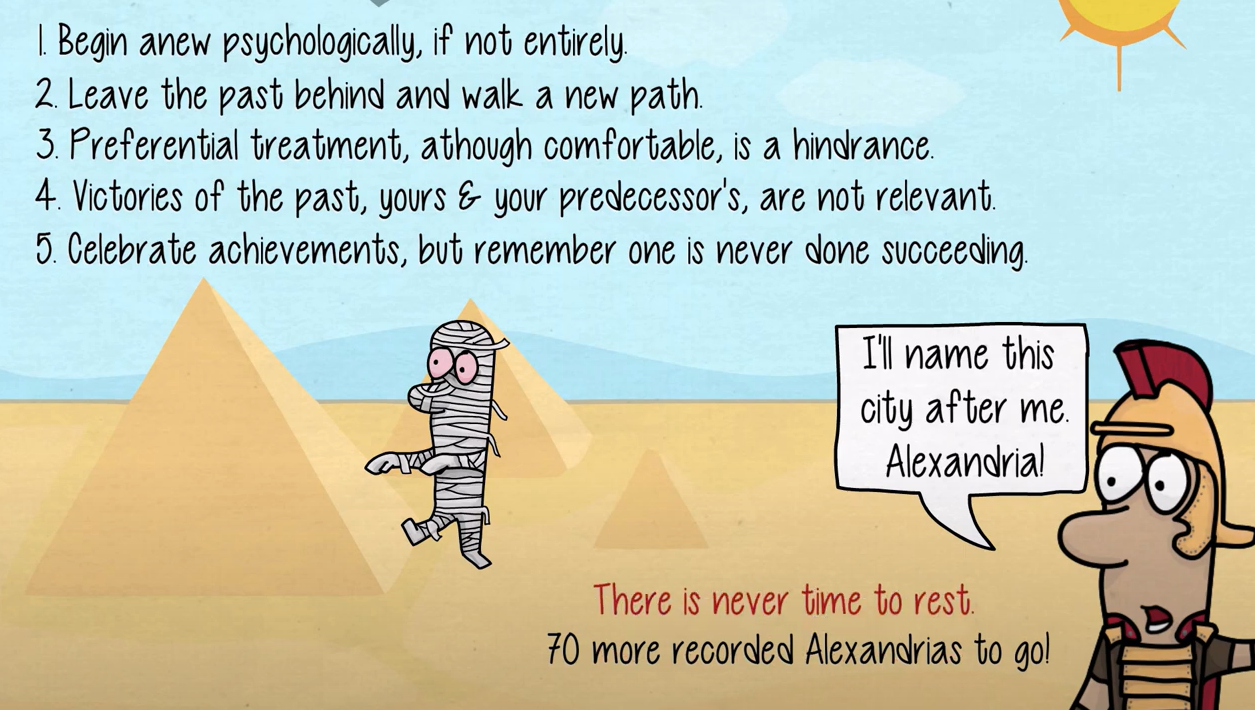 1. Begin anew psychologically, if not entirely.
2. Leave the past behind and walk a new path.
3. Preferential treatment, athough comfortable, is a hindrance.
4. Victories of the past, yours & your predecessor's, are not relevant.
5. Celebrate achievements, but remember one is never done succeeding.
I'll name this
city after me.
Alexandria!
There is never time to rest.
70 more recorded Alexandrias to go!